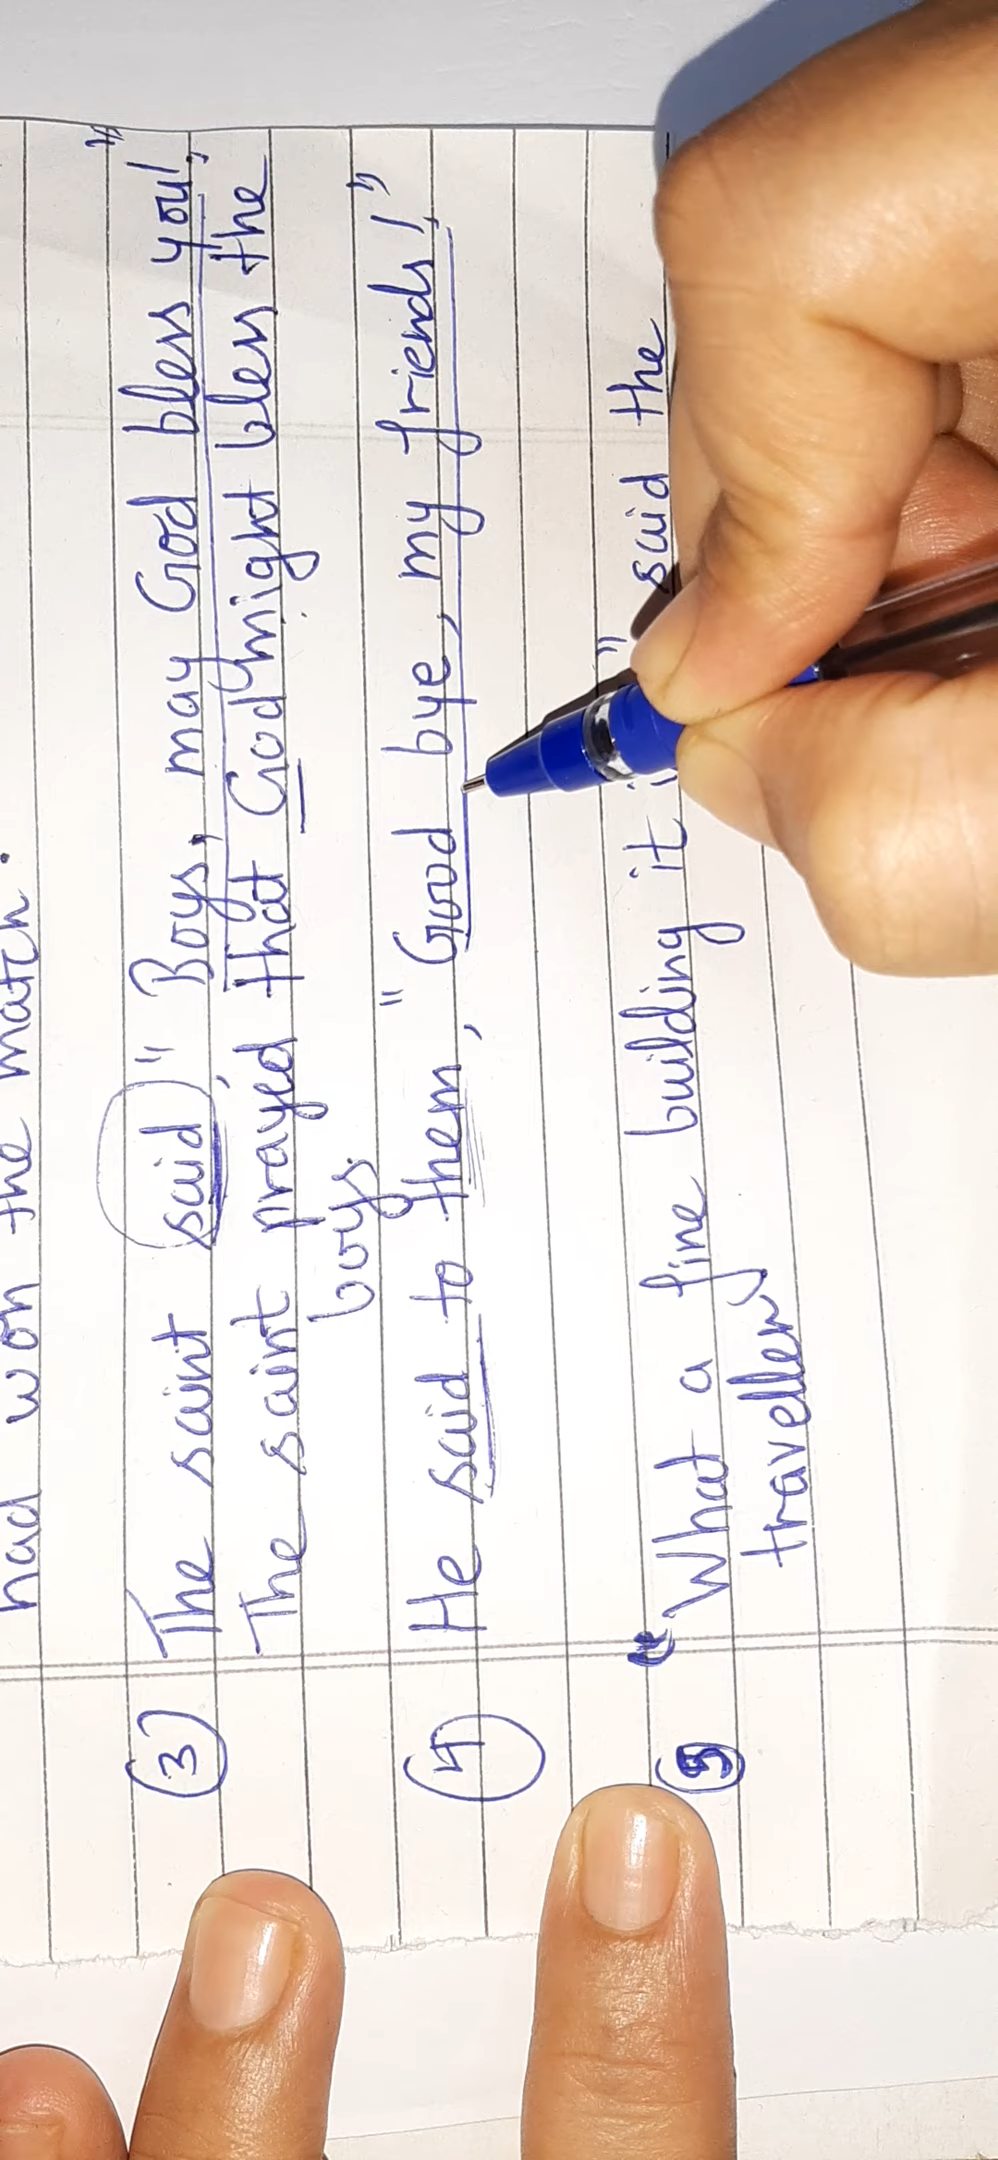 had won the match.
③ The saint said, "Boys, may God bless you!"
The saint prayed that God might bless the
boys.
④ He said to them, "Good bye, my friends!"
⑤ "What a fine building it " said the
travellers.